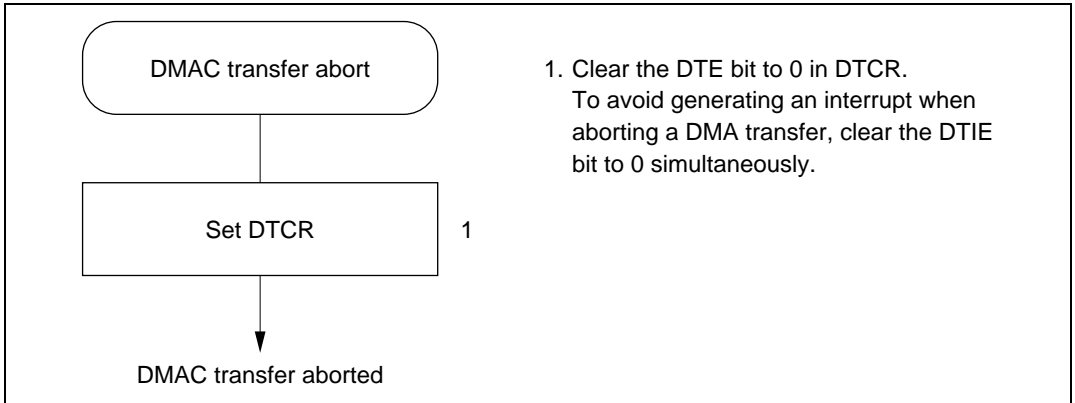 DMAC transfer abort
1. Clear the DTE bit to 0 in DTCR.
To avoid generating an interrupt when
aborting a DMA transfer, clear the DTIE
bit to 0 simultaneously.
Set DTCR
1
DMAC transfer aborted